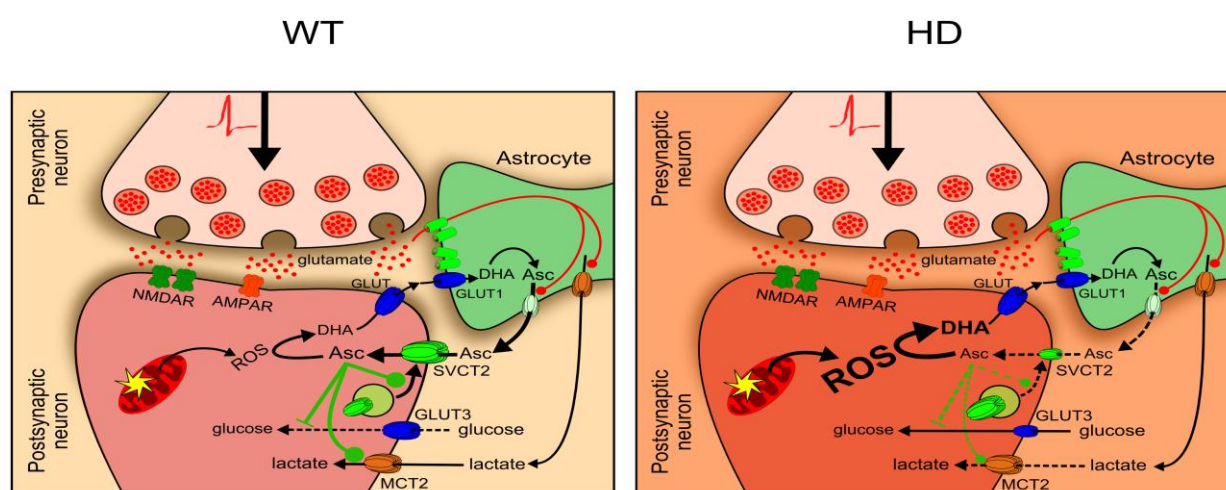 WT
HD
Presynaptic
neuron
Astrocyte
glutamate
NMDAR
AMPAR
GLUT
GLUT1
DHA
Asc
DHA
ROS
Asc
Asc
SVCT2
GLUT3
glucose
glucose
lactate
lactate
MCT2
Postsynaptic
neuron
Presynaptic
neuron
Astrocyte
glutamate
NMDAR
AMPAR
GLUT
GLUT1
DHA
Asc
DHA
ROS
Asc
Asc
SVCT2
GLUT3
glucose
glucose
lactate
lactate
MCT2
Postsynaptic
neuron